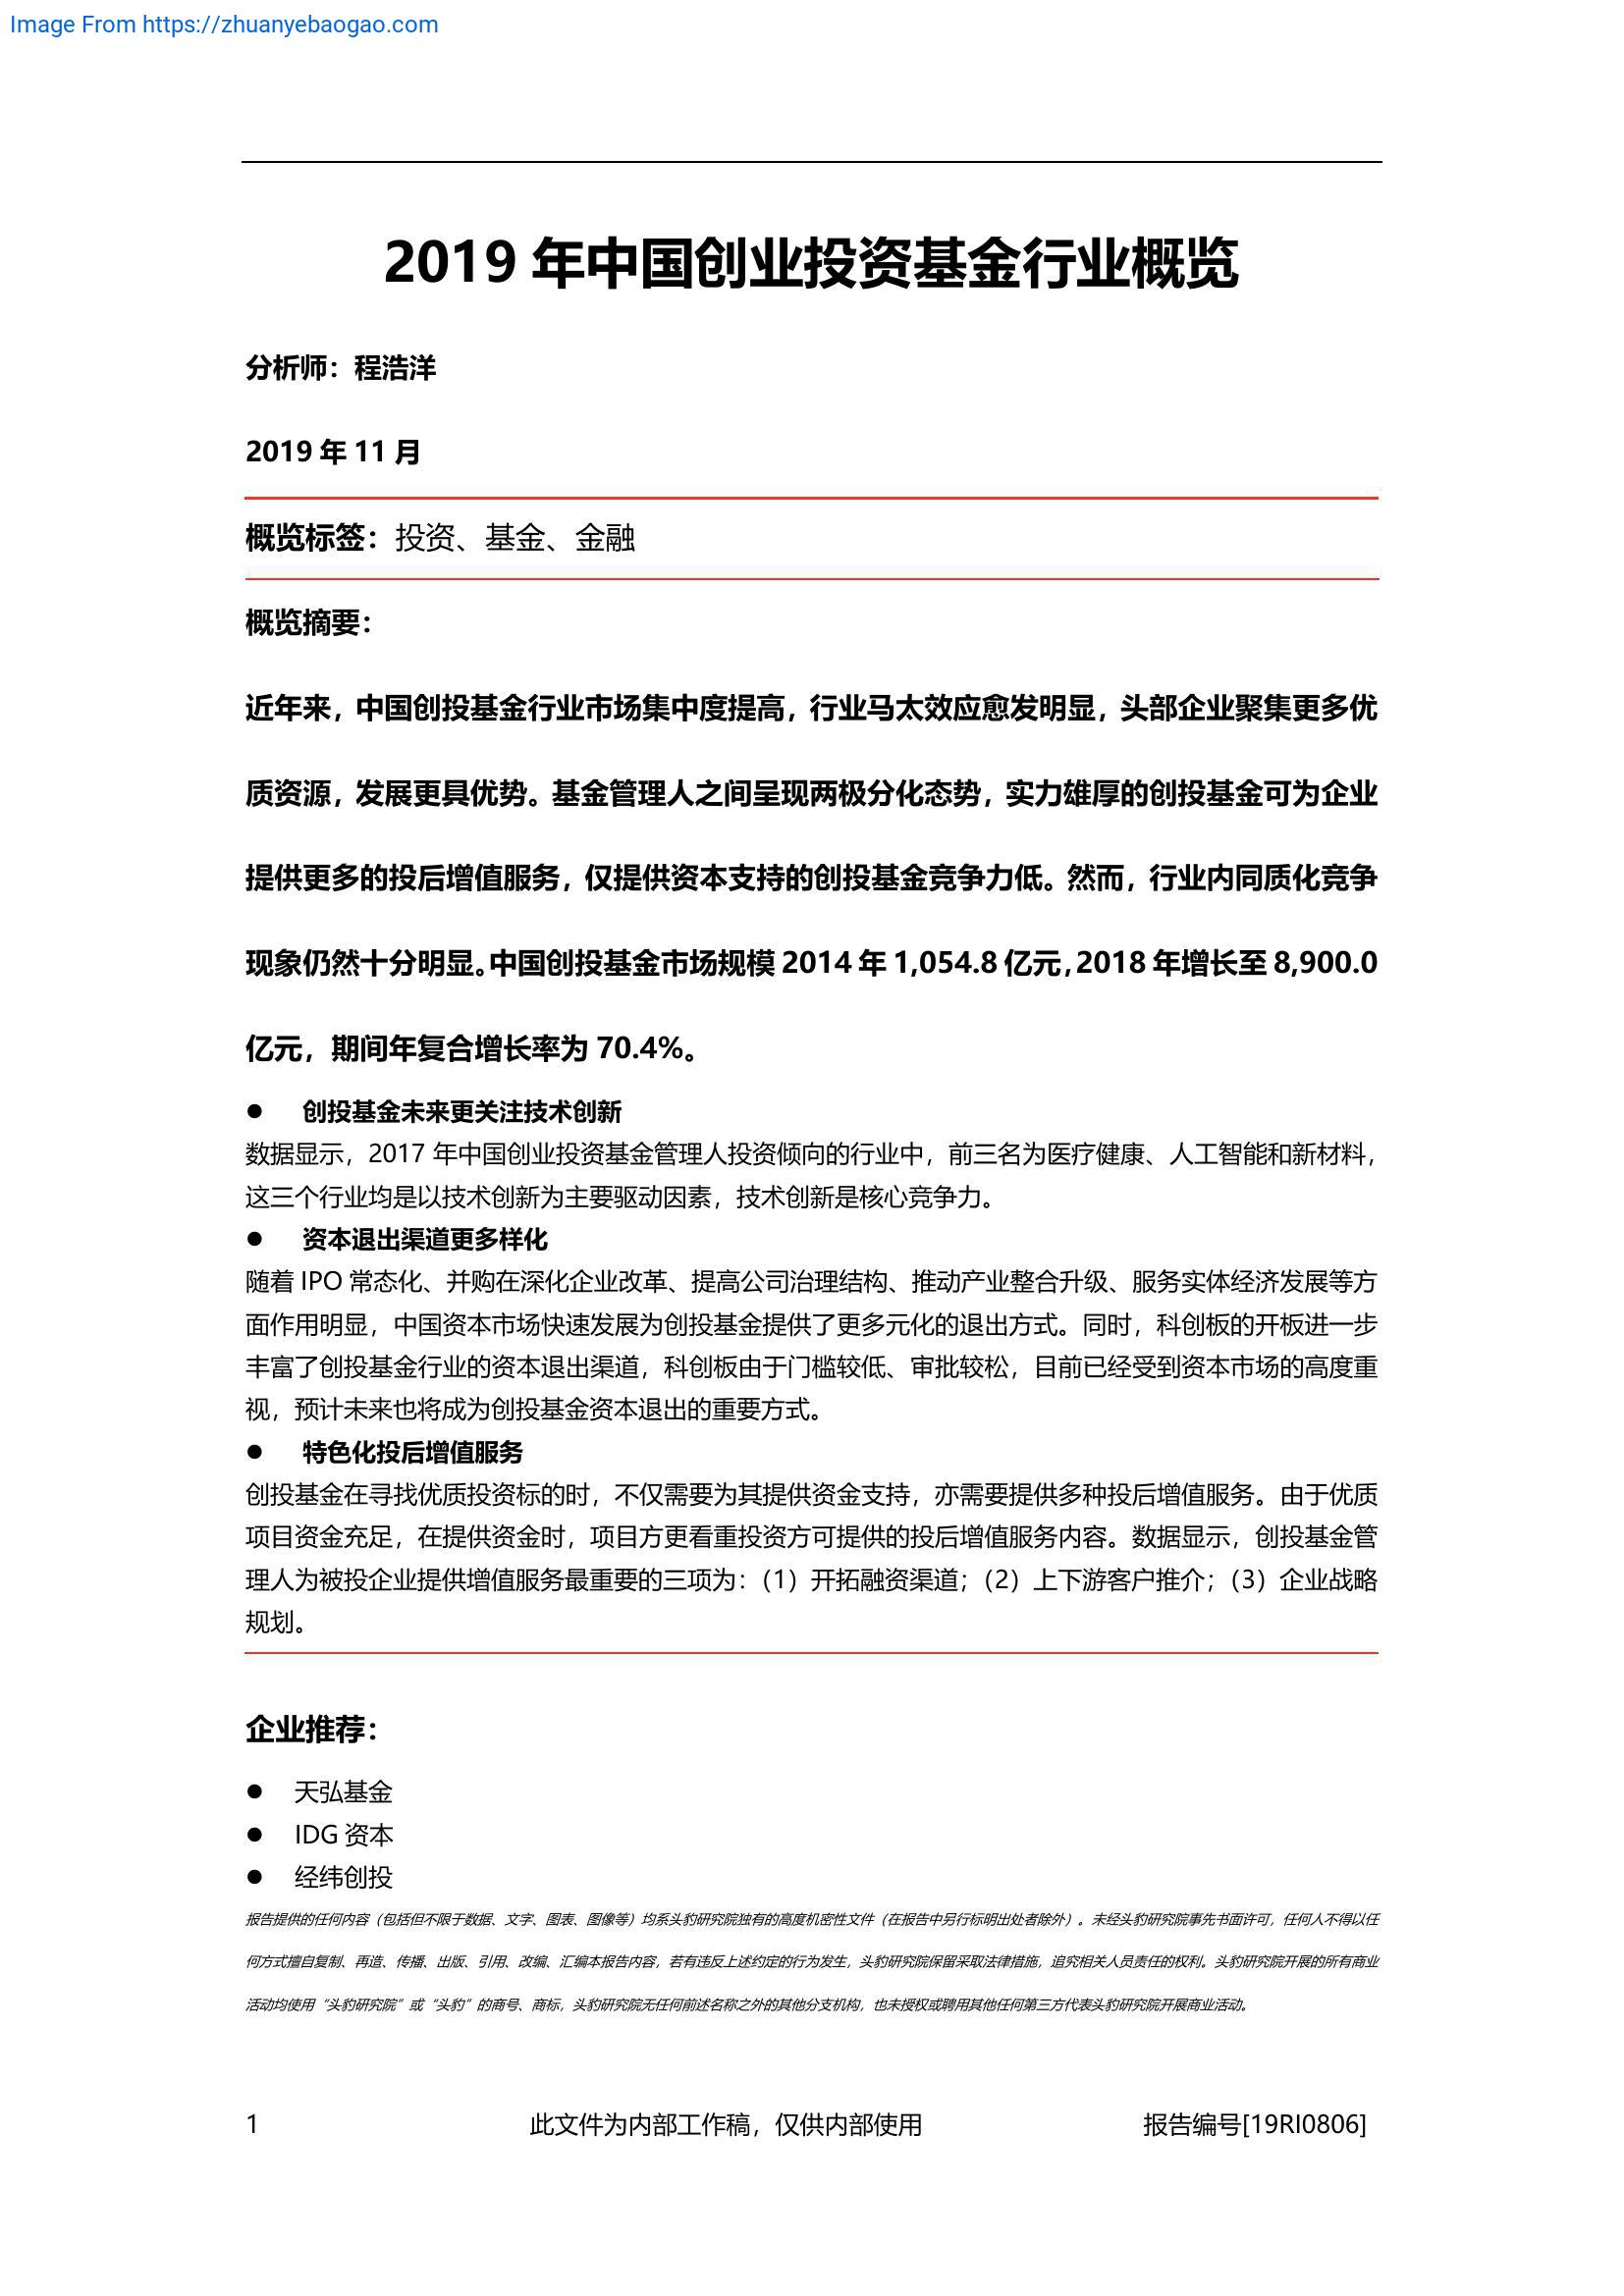 Image From https://zhuanyebaogao.com
2019 年中国创业投资基金行业概览
分析师：程浩洋
2019 年 11 月
概览标签：投资、基金、金融
概览摘要：
近年来，中国创投基金行业市场集中度提高，行业马太效应愈发明显，头部企业聚集更多优
质资源，发展更具优势。基金管理人之间呈现两极分化态势，实力雄厚的创投基金可为企业
提供更多的投后增值服务，仅提供资本支持的创投基金竞争力低。然而，行业内同质化竞争
现象仍然十分明显。中国创投基金市场规模 2014 年 1,054.8 亿元，2018 年增长至 8,900.0
亿元，期间年复合增长率为 70.4%。
● 创投基金未来更关注技术创新
数据显示，2017 年中国创业投资基金管理人投资倾向的行业中，前三名为医疗健康、人工智能和新材料，
这三个行业均是以技术创新为主要驱动因素，技术创新是核心竞争力。
● 资本退出渠道更多样化
随着 IPO 常态化、并购在深化企业改革、提高公司治理结构、推动产业整合升级、服务实体经济发展等方
面作用明显，中国资本市场快速发展为创投基金提供了更多元化的退出方式。同时，科创板的开板进一步
丰富了创投基金行业的资本退出渠道，科创板由于门槛较低、审批较松，目前已经受到资本市场的高度重
视，预计未来也将成为创投基金资本退出的重要方式。
● 特色化投后增值服务
创投基金在寻找优质投资标的时，不仅需要为其提供资金支持，亦需要提供多种投后增值服务。由于优质
项目资金充足，在提供资金时，项目方更看重投资方可提供的投后增值服务内容。数据显示，创投基金管
理人为被投企业提供增值服务最重要的三项为：（1）开拓融资渠道；（2）上下游客户推介；（3）企业战略
规划。
企业推荐：
● 天弘基金
● IDG 资本
● 经纬创投
报告提供的任何内容（包括但不限于数据、文字、图表、图像等）均系头豹研究院独有的高度机密性文件（在报告中另行标明出处者除外）。未经头豹研究院事先书面许可，任何人不得以任
何方式擅自复制、再造、传播、出版、引用、改编、汇编本报告内容，若有违反上述约定的行为发生，头豹研究院保留采取法律措施，追究相关人员责任的权利。头豹研究院开展的所有商业
活动均使用“头豹研究院”或“头豹”的商号、商标，头豹研究院无任何前述名称之外的其他分支机构，也未授权或聘用其他任何第三方代表头豹研究院开展商业活动。
1 此文件为内部工作稿，仅供内部使用 报告编号[19RI0806]